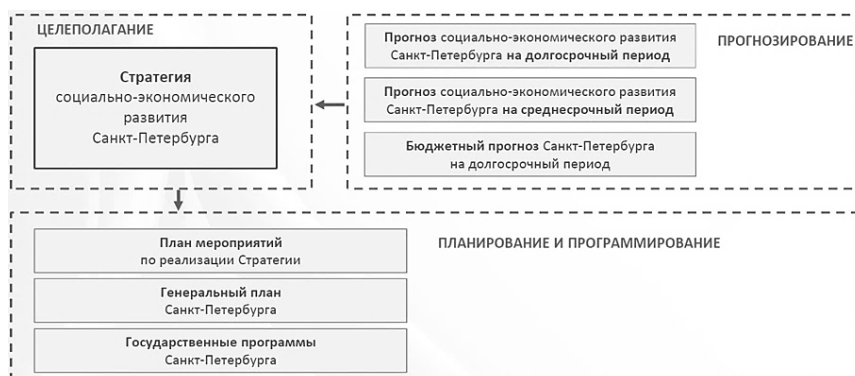 ЦЕЛЕПОЛАГАНИЕ
Стратегия
социально-экономического
развития
Санкт-Петербурга
ПРОГНОЗИРОВАНИЕ
Прогноз социально-экономического развития
Санкт-Петербурга на долгосрочный период
Прогноз социально-экономического развития
Санкт-Петербурга на среднесрочный период
Бюджетный прогноз Санкт-Петербурга
на долгосрочный период
ПЛАНИРОВАНИЕ И ПРОГРАММИРОВАНИЕ
План мероприятий
по реализации Стратегии
Генеральный план
Санкт-Петербурга
Государственные программы
Санкт-Петербурга